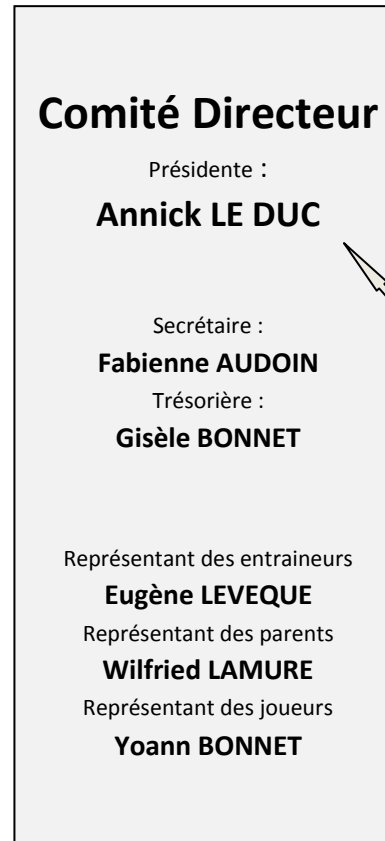 Comité Directeur
Présidente :
Annick LE DUC
Secrétaire :
Fabienne AUDOIN
Trésorière :
Gisèle BONNET
Représentant des entraineurs
Eugène LEVEQUE
Représentant des parents
Wilfried LAMURE
Représentant des joueurs
Yoann BONNET